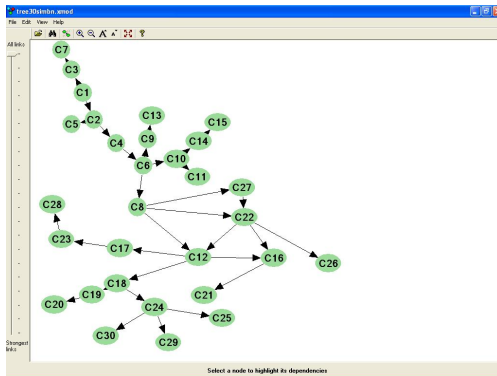 tree30simbn.xmod
File Edit View Help
All links
C7
C3
C1
C13
C15
C2
C5
C9
C14
C4
C6
C10
C11
C27
C28
C8
C22
C23
C17
C12
C16
C26
C18
C19
C21
C20
C24
C25
C30
C29
Strongest links
Select a node to highlight its dependencies